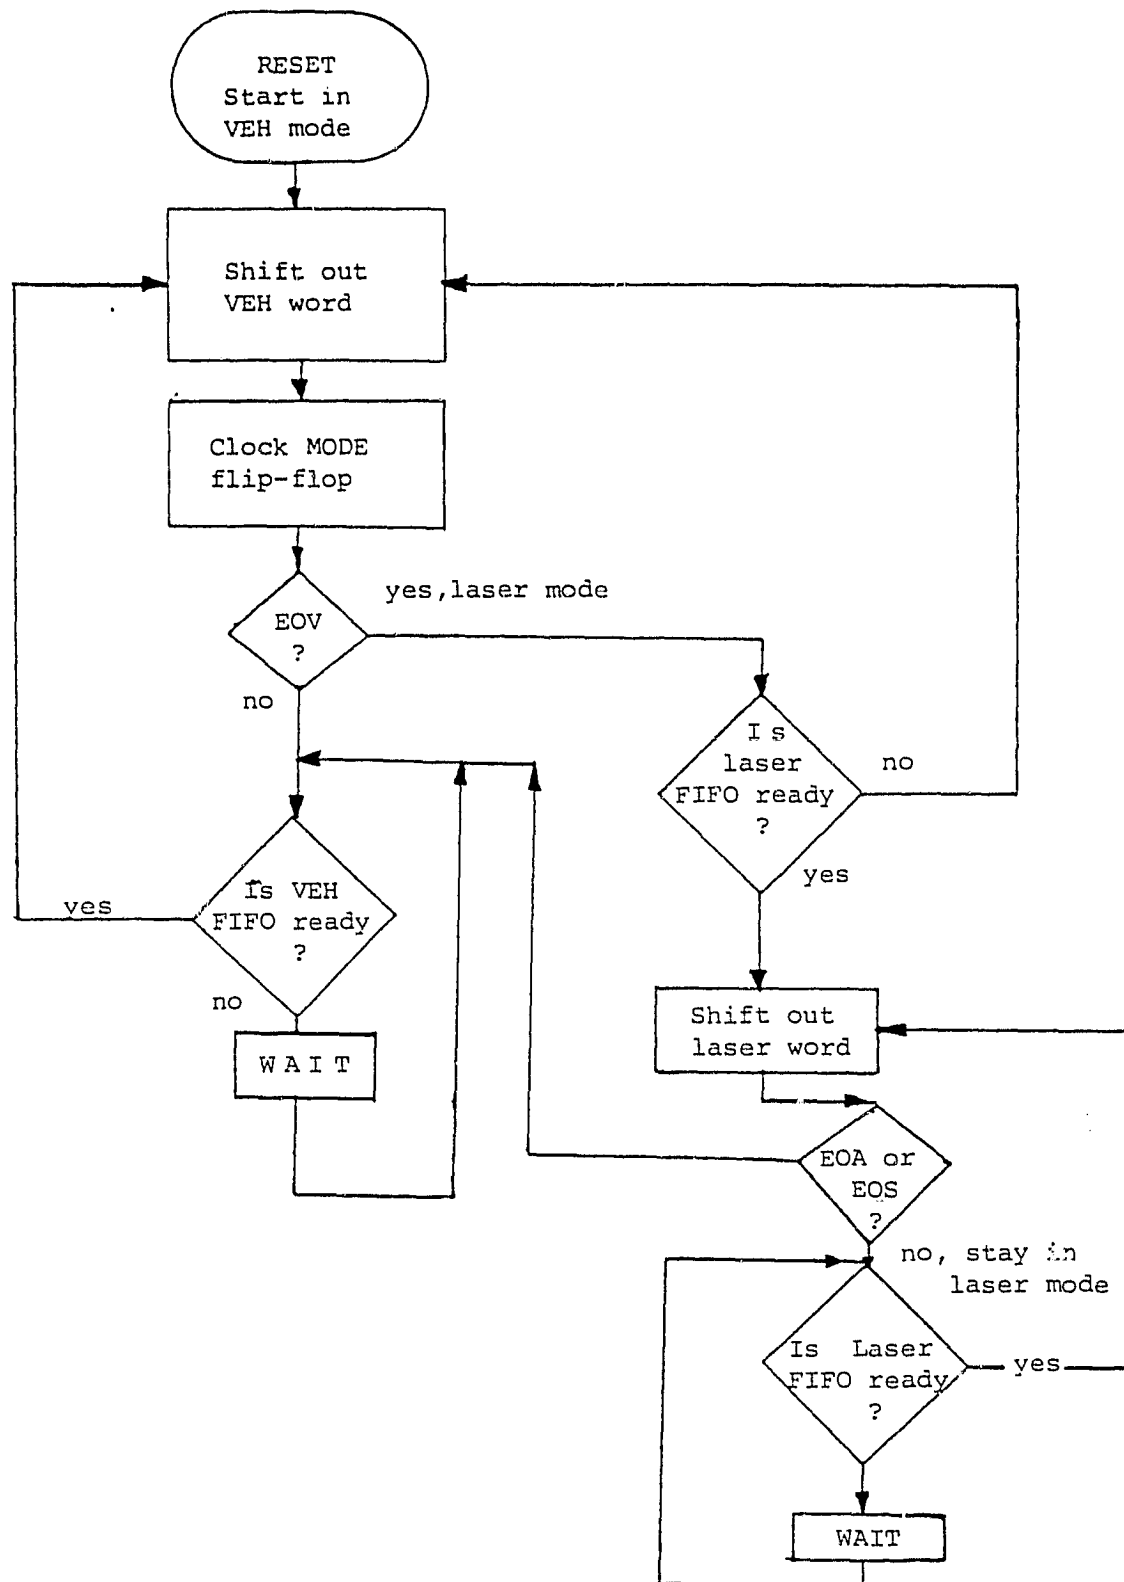 RESET
Start in
VEH mode
Shift out
VEH word
Clock MODE
flip-flop
EOV
?
yes, laser mode
no
Is
laser
FIFO ready
?
no
yes
Is VEH
FIFO ready
?
yes
no
WAIT
Shift out
laser word
EOA or
EOS
?
no, stay in
laser mode
Is Laser
FIFO ready
?
yes
WAIT